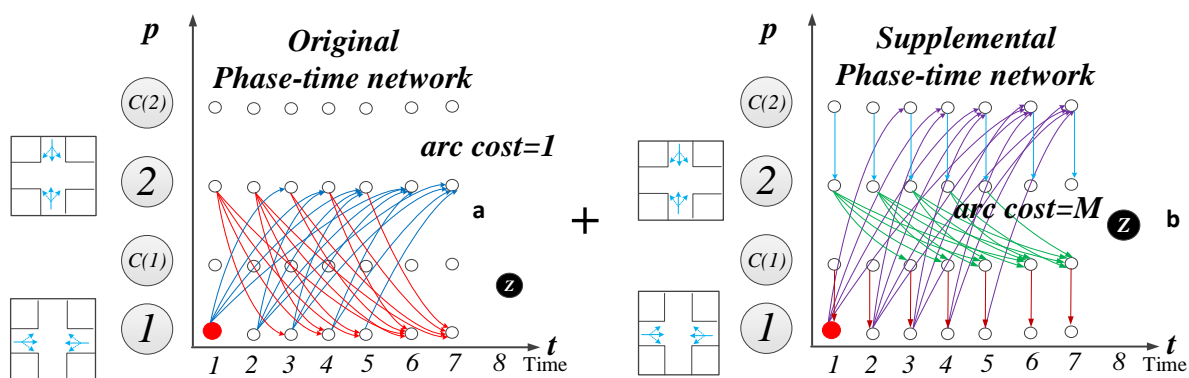 p
Original
Phase-time network
C(2)
arc cost=1
2
a
C(1)
z
1
1 2 3 4 5 6 7 8
t
Time
+
p
Supplemental
Phase-time network
C(2)
2
arc cost=M
z
b
C(1)
1
1 2 3 4 5 6 7 8
t
Time